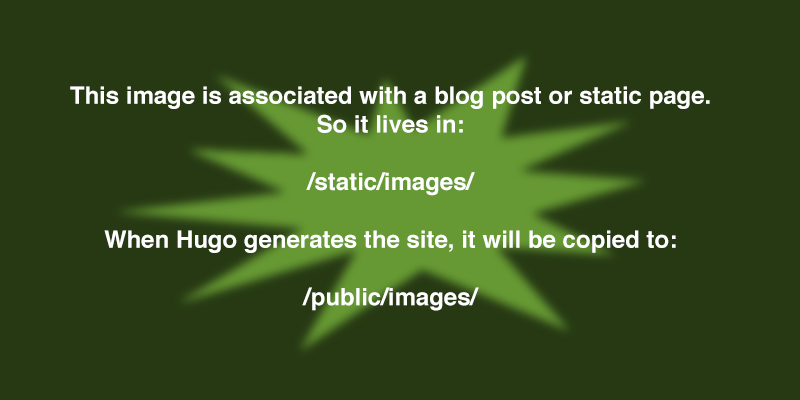 This image is associated with a blog post or static page.
So it lives in:
/static/images/
When Hugo generates the site, it will be copied to:
/public/images/